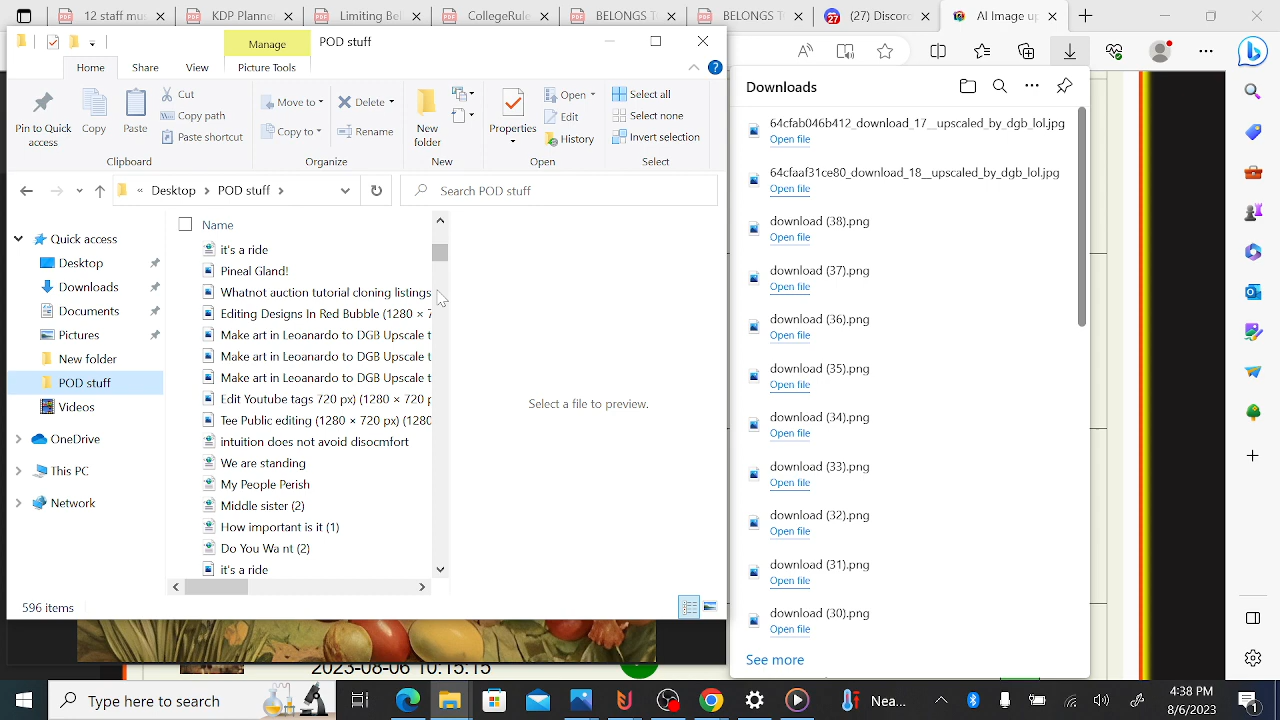 12 staff mus
KDP Planne
Limiting Bel
CollegeRule
BELONGS T
BELONGS T
(27) Discord
AI Image up
Manage
POD stuff
Home
Share
View
Picture Tools
Pin to Quick access
Copy
Paste
Cut
Copy path
Paste shortcut
Clipboard
Move to
Copy to
Delete
Rename
Organize
New folder
New
Properties
Open
Edit
History
Open
Select all
Select none
Invert selection
Select
« Desktop > POD stuff >
Search POD stuff
Name
Quick access
Desktop
Downloads
Documents
Pictures
New folder
POD stuff
Videos
OneDrive
This PC
Network
it's a ride
Pineal Gland!
Whatnot auction tutorial cloning listings
Editing Designs In Red Bubble (1280 × 7
Make art in Leoanardo to DGB Upscale t
Make art in Leoanardo to DGB Upscale t
Make art in Leoanardo to DGB Upscale t
Edit Youtube tags 720 px) (1280 × 720 p
Tee Public editing (1280 × 720 px) (1280
intuition does not avoid disocmfort
We are standing
My People Perish
Middle sister (2)
How important is it (1)
Do You Wa nt (2)
it's a ride
Select a file to preview.
596 items
Downloads
64cfab046b412_download_17__upscaled_by_dgb_lol.jpg
Open file
64cfaaf31ce80_download_18__upscaled_by_dgb_lol.jpg
Open file
download (38).png
Open file
download (37).png
Open file
download (36).png
Open file
download (35).png
Open file
download (34).png
Open file
download (33).png
Open file
download (32).png
Open file
download (31).png
Open file
download (30).png
Open file
See more
2023-08-06 10:15:15
Type here to search
Nea...
4:38 PM
8/6/2023
1